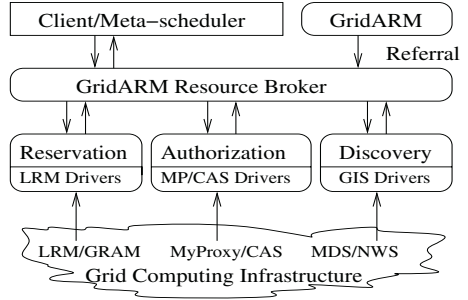 Client/Meta-scheduler
GridARM
Referral
GridARM Resource Broker
Reservation
Authorization
Discovery
LRM Drivers
MP/CAS Drivers
GIS Drivers
LRM/GRAM
MyProxy/CAS
MDS/NWS
Grid Computing Infrastructure